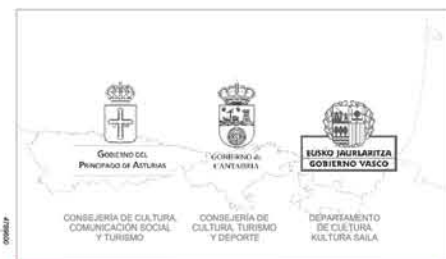 GOBIERNO DEL
PRINCIPADO DE ASTURIAS
GOBIERNO de
CANTABRIA
EUSKO JAURLARITZA
GOBIERNO VASCO
CONSEJERÍA DE CULTURA,
COMUNICACIÓN SOCIAL
Y TURISMO
CONSEJERÍA DE
CULTURA, TURISMO
Y DEPORTE
DEPARTAMENTO
DE CULTURA
KULTURA SAILA